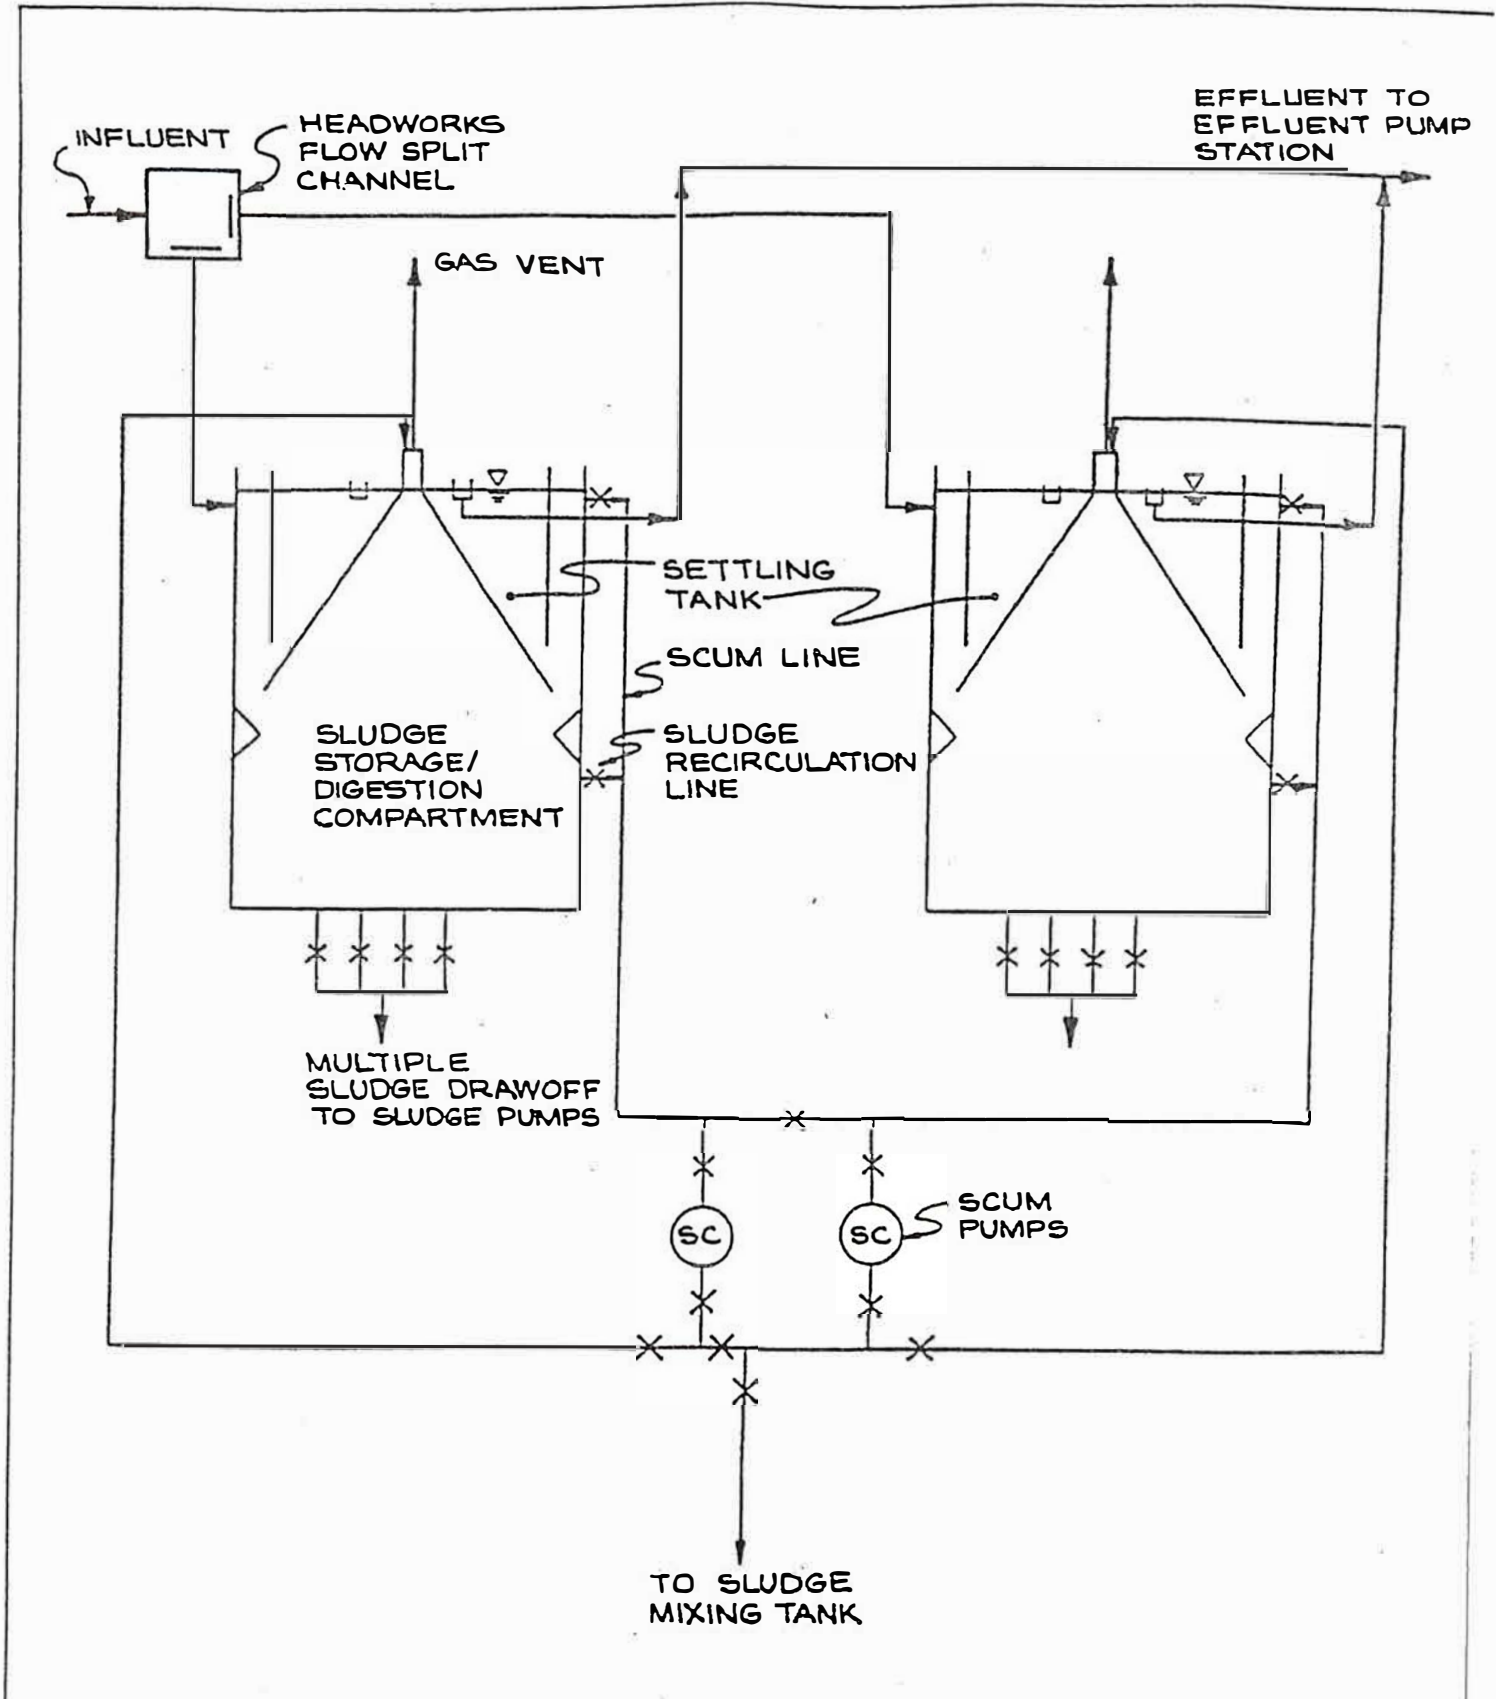 INFLUENT
HEADWORKS
FLOW SPLIT
CHANNEL
EFFLUENT TO
EFFLUENT PUMP
STATION
GAS VENT
SETTLING
TANK
SCUM LINE
SLUDGE
RECIRCULATION
LINE
SLUDGE
STORAGE/
DIGESTION
COMPARTMENT
MULTIPLE
SLUDGE DRAWOFF
TO SLUDGE PUMPS
SC
SC
SCUM
PUMPS
TO SLUDGE
MIXING TANK